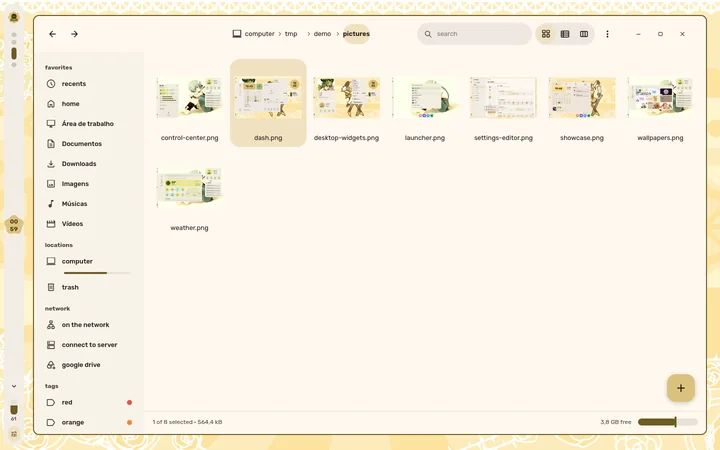 computer
tmp
demo
pictures
search
favorites
recents
home
Área de trabalho
Documentos
Downloads
Imagens
Músicas
Vídeos
locations
computer
trash
network
on the network
connect to server
google drive
tags
red
orange
control-center.png
dash.png
desktop-widgets.png
launcher.png
settings-editor.png
showcase.png
wallpapers.png
weather.png
1 of 8 selected - 564,4 kB
3,8 GB free
00
59
61